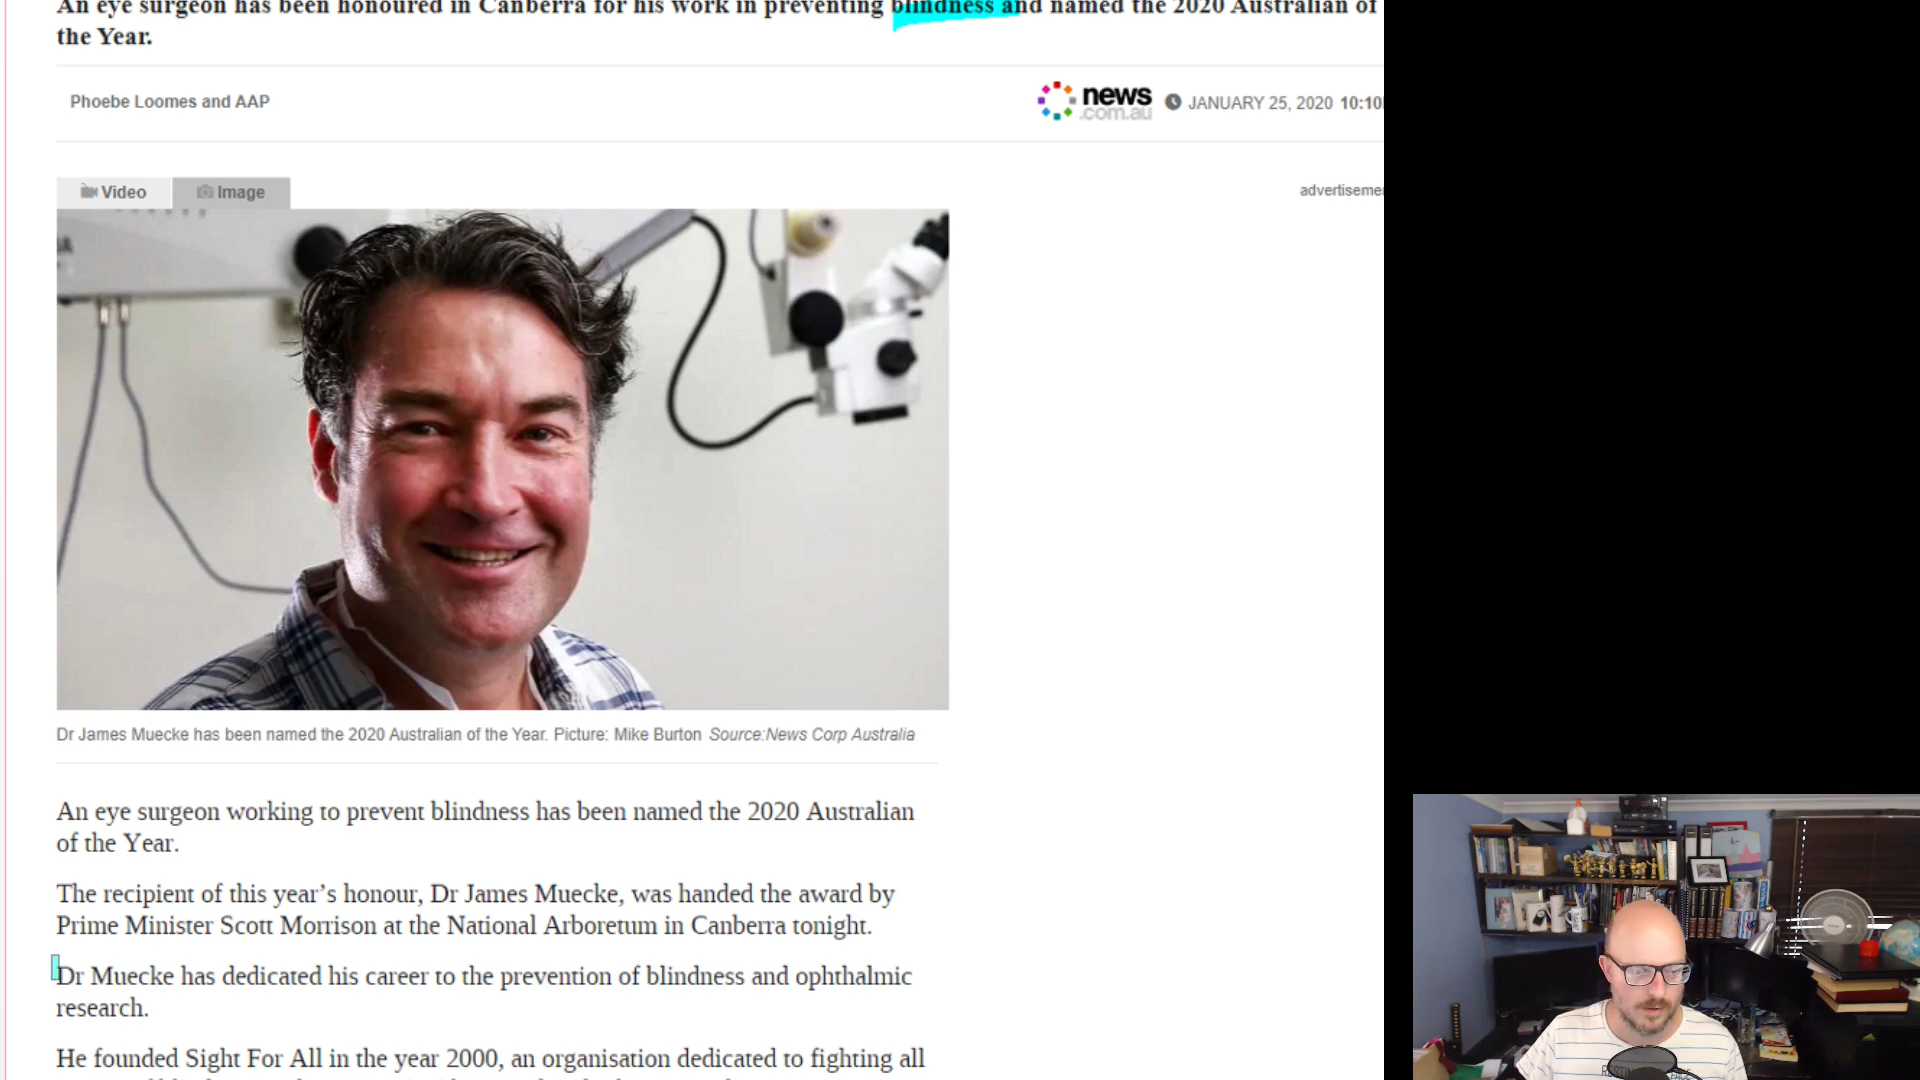 An eye surgeon has been honoured in Canberra for his work in preventing blindness and named the 2020 Australian of
the Year.
Phoebe Loomes and AAP
news
.com.au
JANUARY 25, 2020 10:10
Video
Image
advertiseme
Dr James Muecke has been named the 2020 Australian of the Year. Picture: Mike Burton Source:News Corp Australia
An eye surgeon working to prevent blindness has been named the 2020 Australian
of the Year.
The recipient of this year’s honour, Dr James Muecke, was handed the award by
Prime Minister Scott Morrison at the National Arboretum in Canberra tonight.
Dr Muecke has dedicated his career to the prevention of blindness and ophthalmic
research.
He founded Sight For All in the year 2000, an organisation dedicated to fighting all